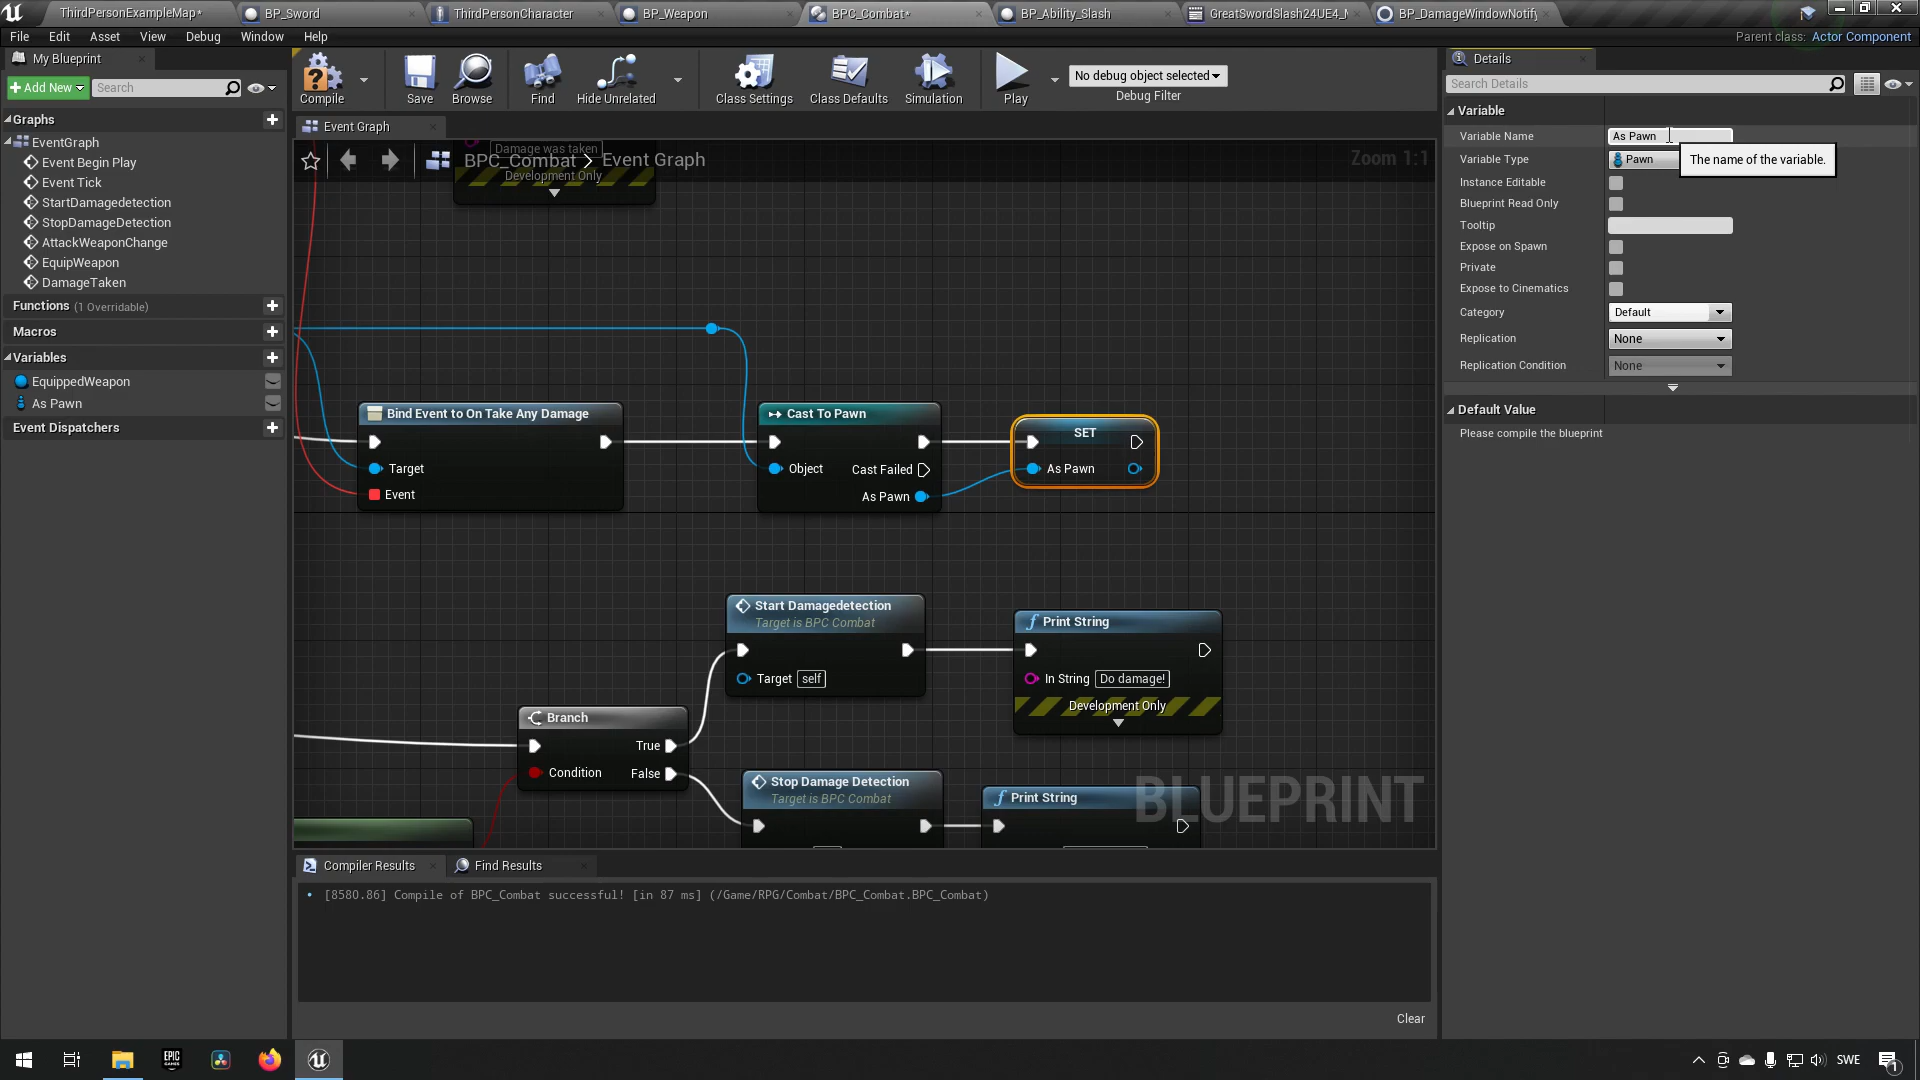 ThirdPersonExampleMap*
BP_Sword
ThirdPersonCharacter
BP_Weapon
BPC_Combat*
BP_Ability_Slash
GreatSwordSlash24UE4_M
BP_DamageWindowNotify
File
Edit
Asset
View
Debug
Window
Help
Parent class: Actor Component
My Blueprint
Add New
Search
Compile
Save
Browse
Find
Hide Unrelated
Class Settings
Class Defaults
Simulation
Play
No debug object selected
Debug Filter
Details
Search Details
Graphs
EventGraph
Event Begin Play
Event Tick
StartDamagedetection
StopDamageDetection
AttackWeaponChange
EquipWeapon
DamageTaken
Functions (1 Overridable)
Macros
Variables
EquippedWeapon
As Pawn
Event Dispatchers
Event Graph
BPC_Combat > Event Graph
Zoom 1:1
Damage was taken
Development Only
Bind Event to On Take Any Damage
Target
Event
Cast To Pawn
Object
Cast Failed
As Pawn
SET
As Pawn
Start Damagedetection
Target is BPC Combat
Target self
Print String
In String Do damage!
Development Only
Branch
True
Condition
False
Stop Damage Detection
Target is BPC Combat
Print String
BLUEPRINT
Variable
Variable Name As Pawn
Variable Type Pawn
The name of the variable.
Instance Editable
Blueprint Read Only
Tooltip
Expose on Spawn
Private
Expose to Cinematics
Category Default
Replication None
Replication Condition None
Default Value
Please compile the blueprint
Compiler Results
Find Results
[8580.86] Compile of BPC_Combat successful! [in 87 ms] (/Game/RPG/Combat/BPC_Combat.BPC_Combat)
Clear
EPIC
GAMES
SWE
1